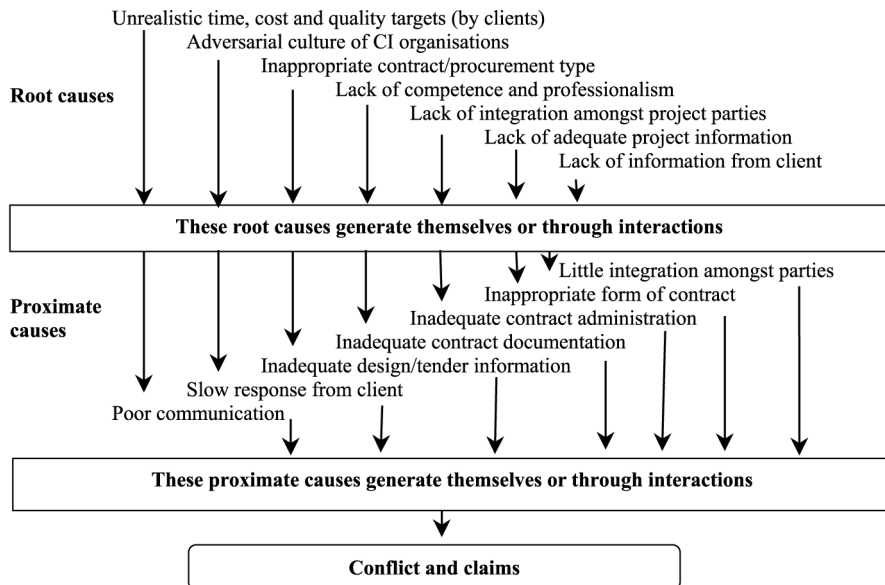 Unrealistic time, cost and quality targets (by clients)
Adversarial culture of CI organisations
Inappropriate contract/procurement type
Root causes
Lack of competence and professionalism
Lack of integration amongst project parties
Lack of adequate project information
Lack of information from client
These root causes generate themselves or through interactions
Little integration amongst parties
Proximate
causes
Inappropriate form of contract
Inadequate contract administration
Inadequate contract documentation
Inadequate design/tender information
Slow response from client
Poor communication
These proximate causes generate themselves or through interactions
Conflict and claims